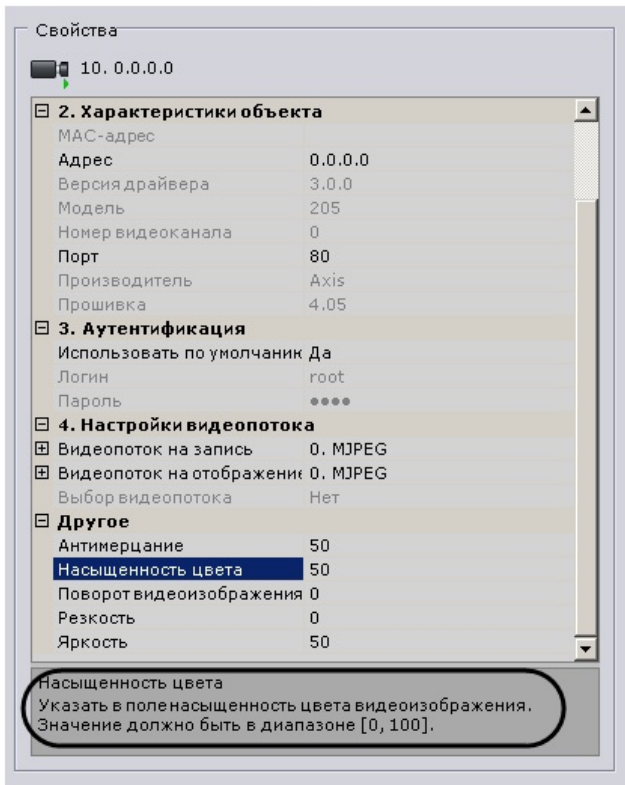 Свойства
10. 0.0.0.0
2. Характеристики объекта
MAC-адрес
Адрес 0.0.0.0
Версия драйвера 3.0.0
Модель 205
Номер видеоканала 0
Порт 80
Производитель Axis
Прошивка 4.05
3. Аутентификация
Использовать по умолчаник Да
Логин root
Пароль ●●●●
4. Настройки видеопотока
Видеопоток на запись 0. MJPEG
Видеопоток на отображение 0. MJPEG
Выбор видеопотока Нет
Другое
Антимерцание 50
Насыщенность цвета 50
Поворот видеоизображения 0
Резкость 0
Яркость 50
Насыщенность цвета
Указать в поле насыщенность цвета видеоизображения.
Значение должно быть в диапазоне [0, 100].